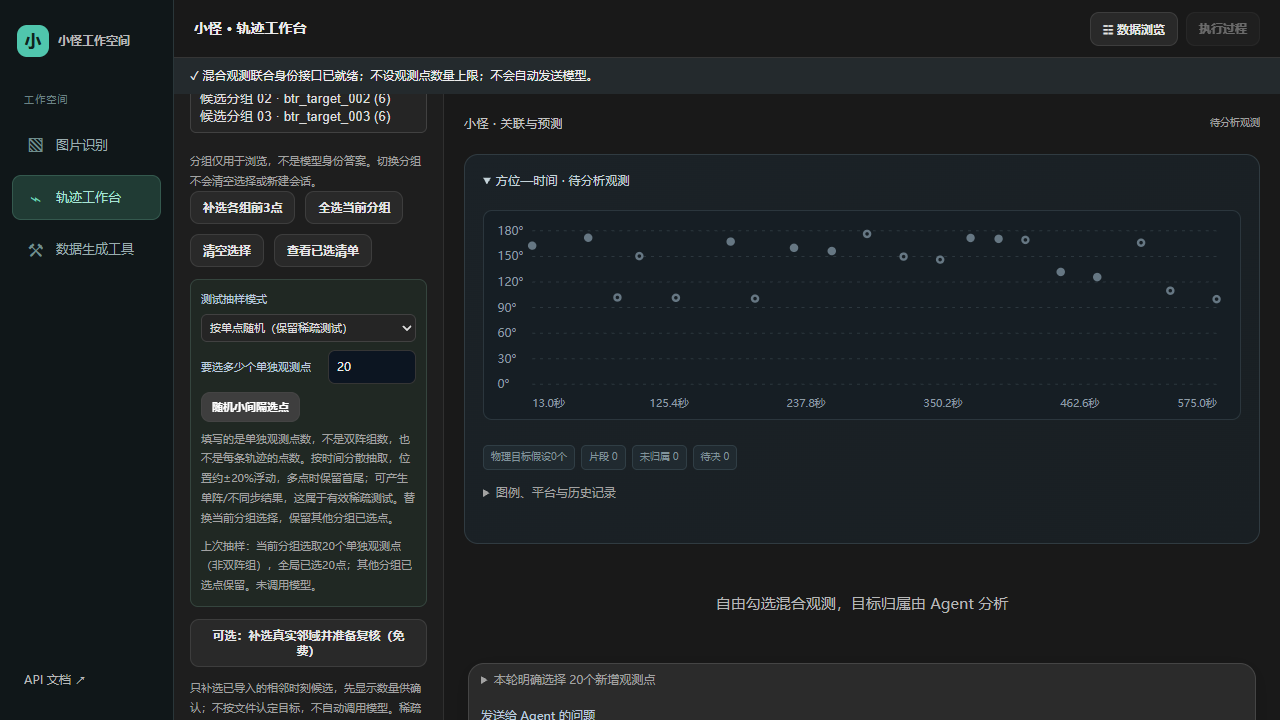 小 小怪工作空间
工作空间
图片识别
轨迹工作台
数据生成工具
API 文档 ↗
小怪 • 轨迹工作台
☷ 数据浏览
执行过程
✓ 混合观测联合身份接口已就绪；不设观测点数量上限；不会自动发送模型。
候选分组 02 · btr_target_002 (6)
候选分组 03 · btr_target_003 (6)
分组仅用于浏览，不是模型身份答案。切换分组
不会清空选择或新建会话。
补选各组前3点
全选当前分组
清空选择
查看已选清单
测试抽样模式
按单点随机（保留稀疏测试）
要选多少个单独观测点
20
随机小间隔选点
填写的是单独观测点数，不是双阵组数，也
不是每条轨迹的点数。按时间分散抽取，位
置约±20%浮动，多点时保留首尾；可产生
单阵/不同步结果，这属于有效稀疏测试。替
换当前分组选择，保留其他分组已选点。
上次抽样：当前分组选取20个单独观测点
（非双阵组），全局已选20点；其他分组已
选点保留。未调用模型。
可选：补选真实邻域并准备复核（免
费）
只补选已导入的相邻时刻候选，先显示数量供确
认；不按文件认定目标，不自动调用模型。稀疏
小怪 · 关联与预测
待分析观测
▼ 方位—时间 · 待分析观测
180°
150°
120°
90°
60°
30°
0°
13.0秒
125.4秒
237.8秒
350.2秒
462.6秒
575.0秒
物理目标假设0个
片段 0
未归属 0
待决 0
▶ 图例、平台与历史记录
自由勾选混合观测，目标归属由 Agent 分析
▶ 本轮明确选择 20个新增观测点
发送给 Agent 的问题